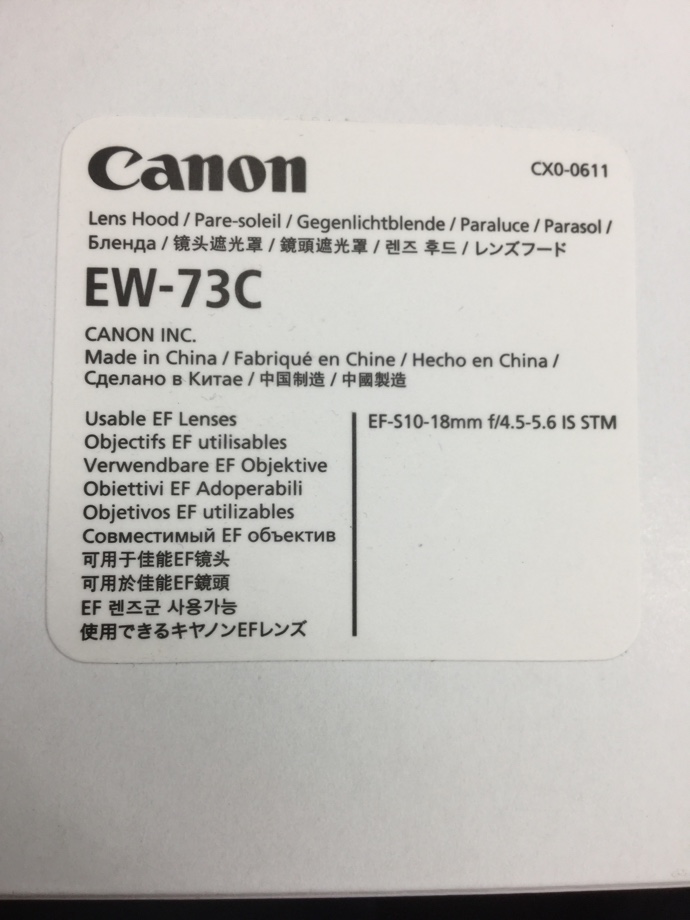 Canon
CX0-0611
Lens Hood / Pare-soleil / Gegenlichtblende / Paraluce / Parasol /
Бленда / 镜头遮光罩 / 鏡頭遮光罩 / 렌즈 후드 / レンズフード
EW-73C
CANON INC.
Made in China / Fabriqué en Chine / Hecho en China /
Сделано в Китае / 中国制造 / 中國製造
Usable EF Lenses
Objectifs EF utilisables
Verwendbare EF Objektive
Obiettivi EF Adoperabili
Objetivos EF utilizables
Совместимый EF объектив
可用于佳能EF镜头
可用於佳能EF鏡頭
EF 렌즈군 사용가능
使用できるキヤノンEFレンズ
EF-S10-18mm f/4.5-5.6 IS STM